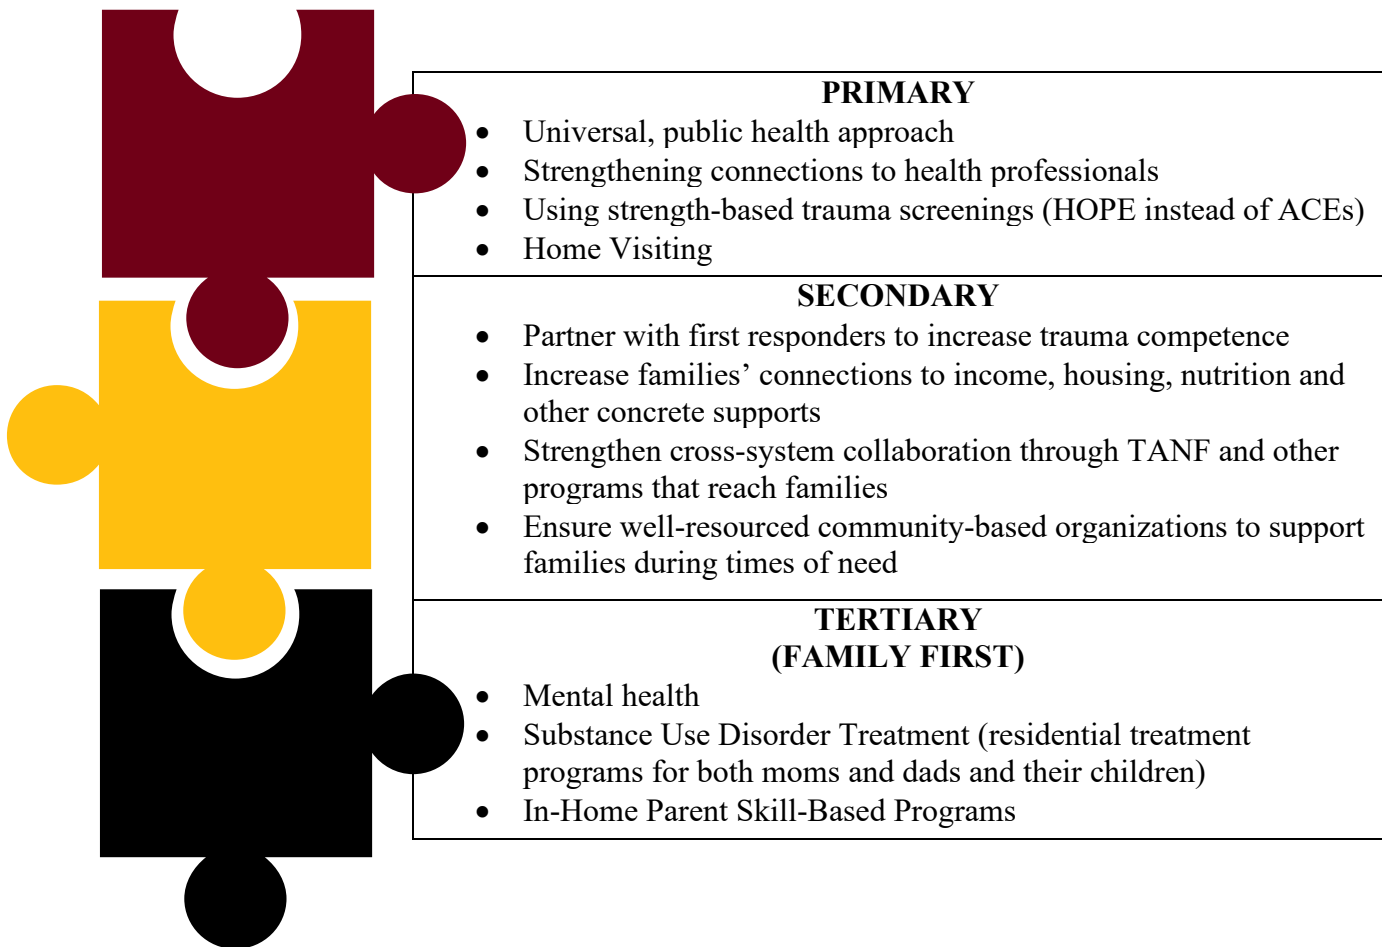 PRIMARY
• Universal, public health approach
• Strengthening connections to health professionals
• Using strength-based trauma screenings (HOPE instead of ACEs)
• Home Visiting
SECONDARY
• Partner with first responders to increase trauma competence
• Increase families’ connections to income, housing, nutrition and
other concrete supports
• Strengthen cross-system collaboration through TANF and other
programs that reach families
• Ensure well-resourced community-based organizations to support
families during times of need
TERTIARY
(FAMILY FIRST)
• Mental health
• Substance Use Disorder Treatment (residential treatment
programs for both moms and dads and their children)
• In-Home Parent Skill-Based Programs